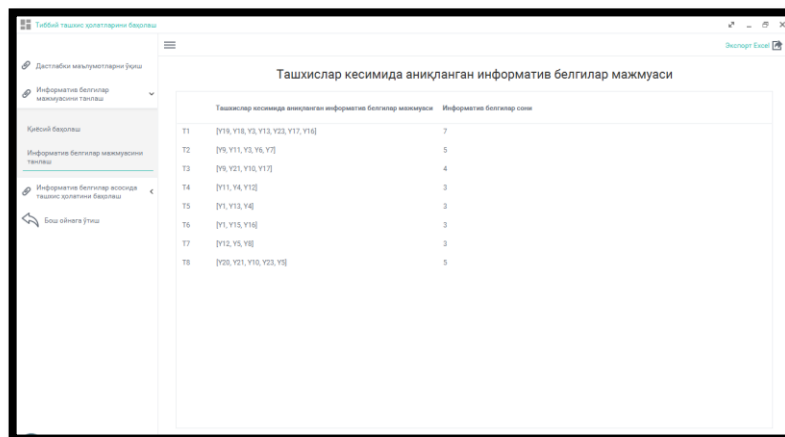 Тиббий ташхис ҳолатларини баҳолаш
Экспорт Excel
Дастлабки маълумотларни ўқиш
Информатив белгилар
мажмуасини танлаш
Қиёсий баҳолаш
Информатив белгилар мажмуасини
танлаш
Информатив белгилар асосида
ташхис ҳолатини баҳолаш
Бош ойнага ўтиш
Ташхислар кесимида аниқланган информатив белгилар мажмуаси
Ташхислар кесимида аниқланган информатив белгилар мажмуаси Информатив белгилар сони
T1 [Y19, Y18, Y3, Y13, Y23, Y17, Y16] 7
T2 [Y9, Y11, Y3, Y6, Y7] 5
T3 [Y9, Y21, Y10, Y17] 4
T4 [Y11, Y4, Y12] 3
T5 [Y1, Y13, Y4] 3
T6 [Y1, Y15, Y16] 3
T7 [Y12, Y5, Y8] 3
T8 [Y20, Y21, Y10, Y23, Y5] 5